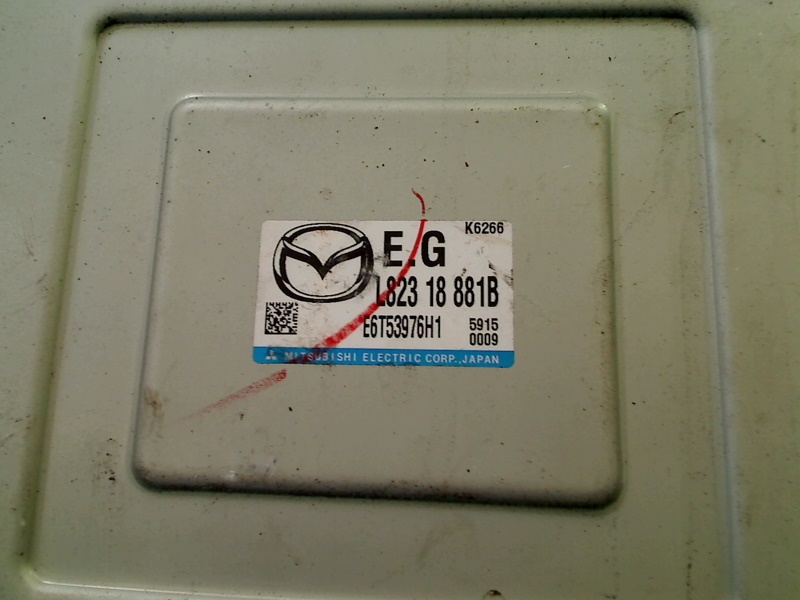 K6266
E.G
L823 18 881B
E6T53976H1 5915
0009
MITSUBISHI ELECTRIC CORP., JAPAN